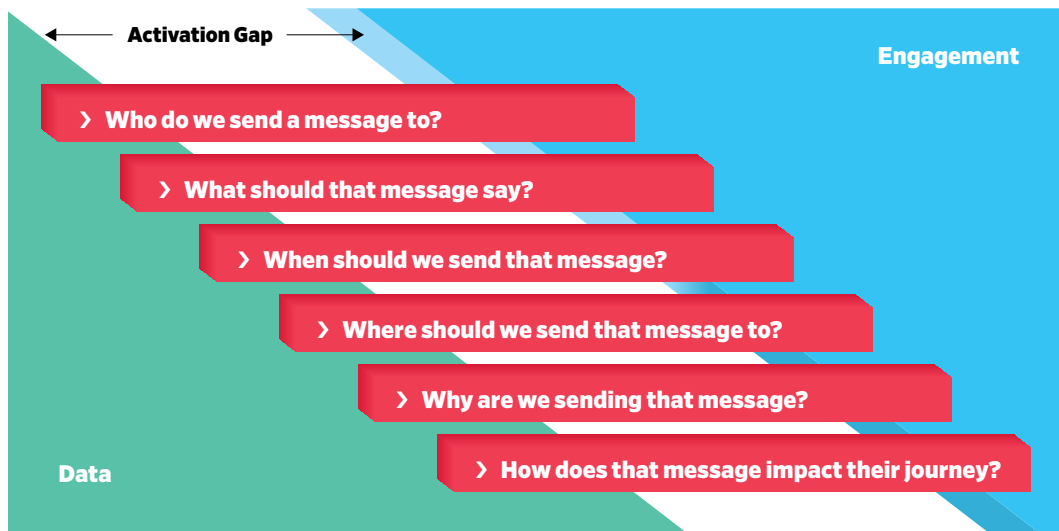 Activation Gap
Engagement
❯ Who do we send a message to?
❯ What should that message say?
❯ When should we send that message?
❯ Where should we send that message to?
❯ Why are we sending that message?
❯ How does that message impact their journey?
Data